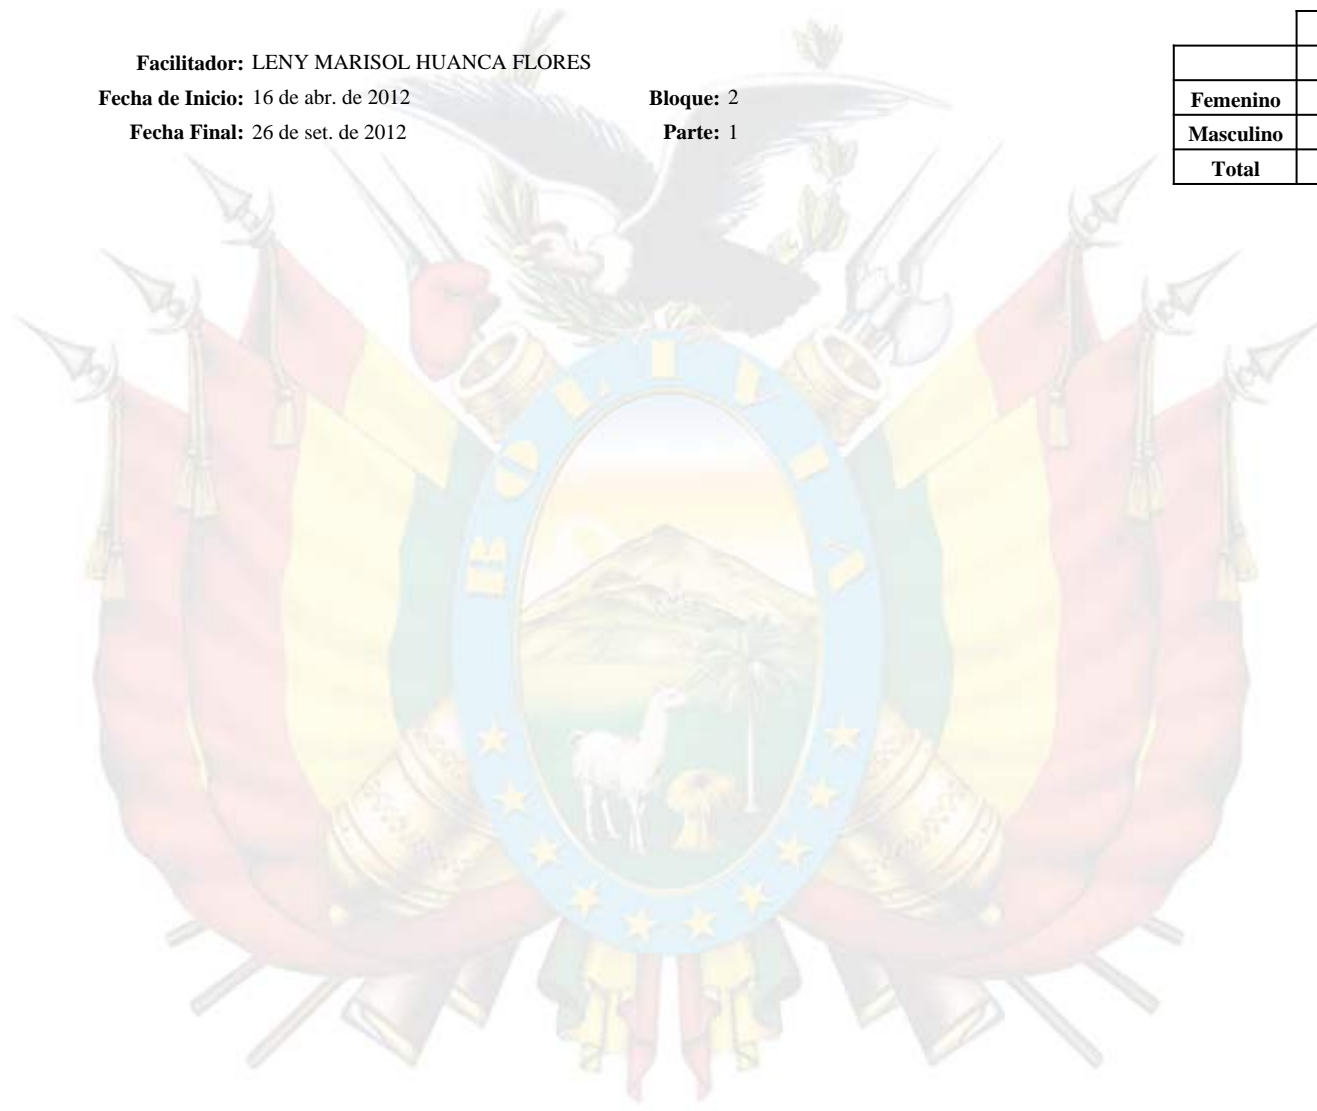 Facilitador: LENY MARISOL HUANCA FLORES
Fecha de Inicio: 16 de abr. de 2012 Bloque: 2
Fecha Final: 26 de set. de 2012 Parte: 1
Femenino
Masculino
Total
BOLIVIA